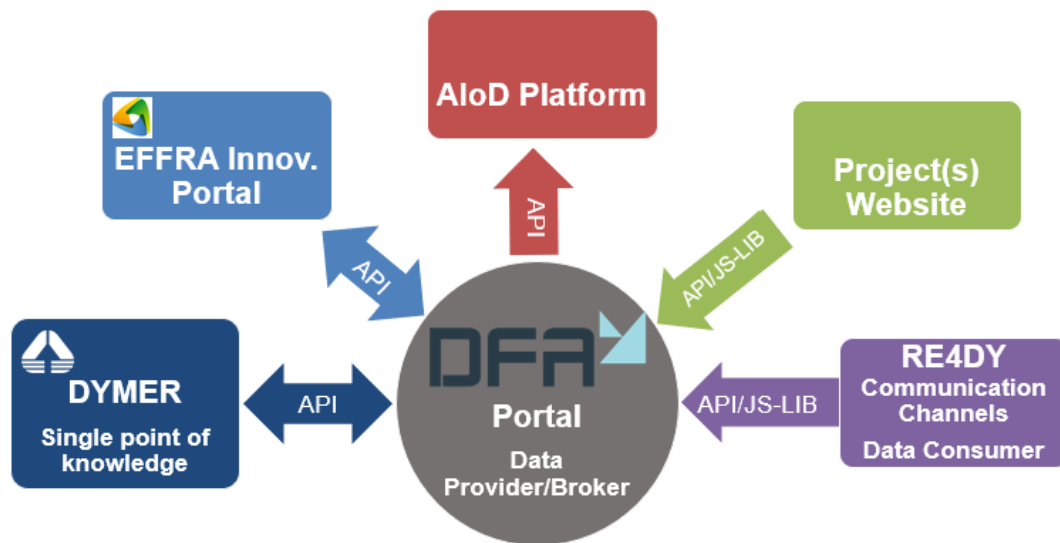 AIoD Platform
EFFRA Innov.
Portal
Project(s)
Website
API
API
API/JS-LIB
DFA
Portal
Data
Provider/Broker
DYMER
Single point of
knowledge
API
API/JS-LIB
RE4DY
Communication
Channels
Data Consumer